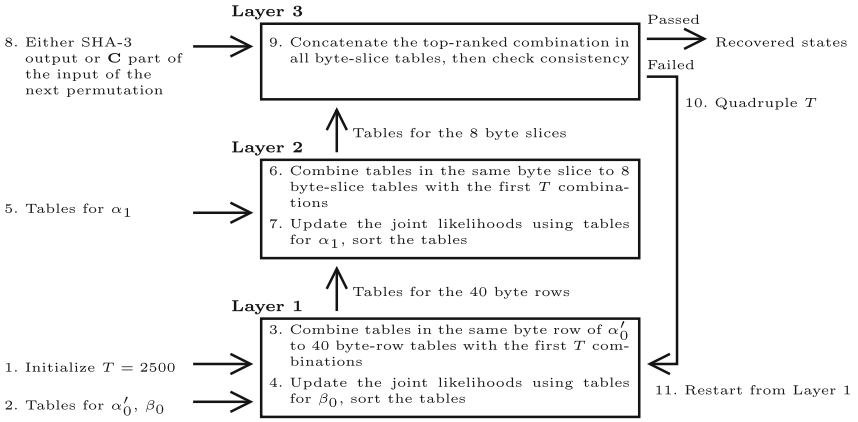 Layer 3
8. Either SHA-3
output or C part of
the input of the
next permutation
9. Concatenate the top-ranked combination in
all byte-slice tables, then check consistency
Passed
Recovered states
Failed
10. Quadruple T
Tables for the 8 byte slices
Layer 2
5. Tables for α₁
6. Combine tables in the same byte slice to 8
byte-slice tables with the first T combina-
tions
7. Update the joint likelihoods using tables
for α₁, sort the tables
Tables for the 40 byte rows
Layer 1
1. Initialize T = 2500
2. Tables for α′₀, β₀
3. Combine tables in the same byte row of α′₀
to 40 byte-row tables with the first T com-
binations
4. Update the joint likelihoods using tables
for β₀, sort the tables
11. Restart from Layer 1